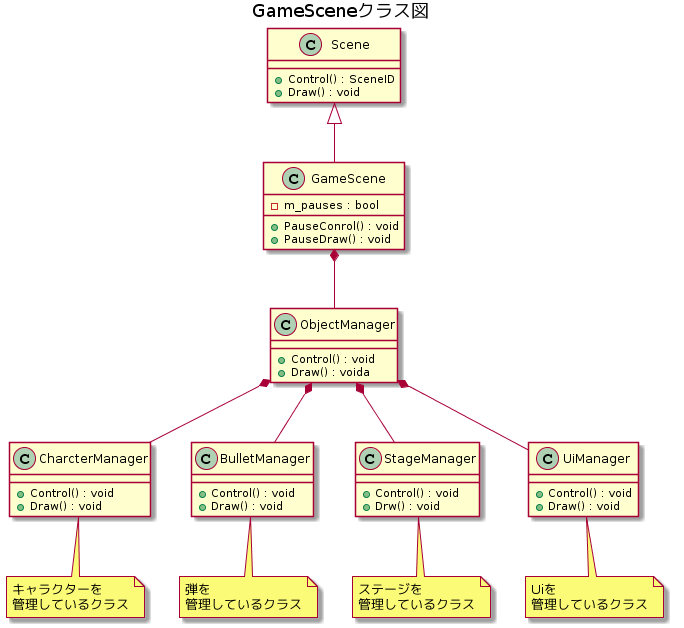 GameSceneクラス図
C Scene
Control() : SceneID
Draw() : void
C GameScene
m_pauses : bool
PauseConrol() : void
PauseDraw() : void
C ObjectManager
Control() : void
Draw() : voida
C CharcterManager
Control() : void
Draw() : void
C BulletManager
Control() : void
Draw() : void
C StageManager
Control() : void
Drw() : void
C UiManager
Control() : void
Draw() : void
キャラクターを
管理しているクラス
弾を
管理しているクラス
ステージを
管理しているクラス
Uiを
管理しているクラス